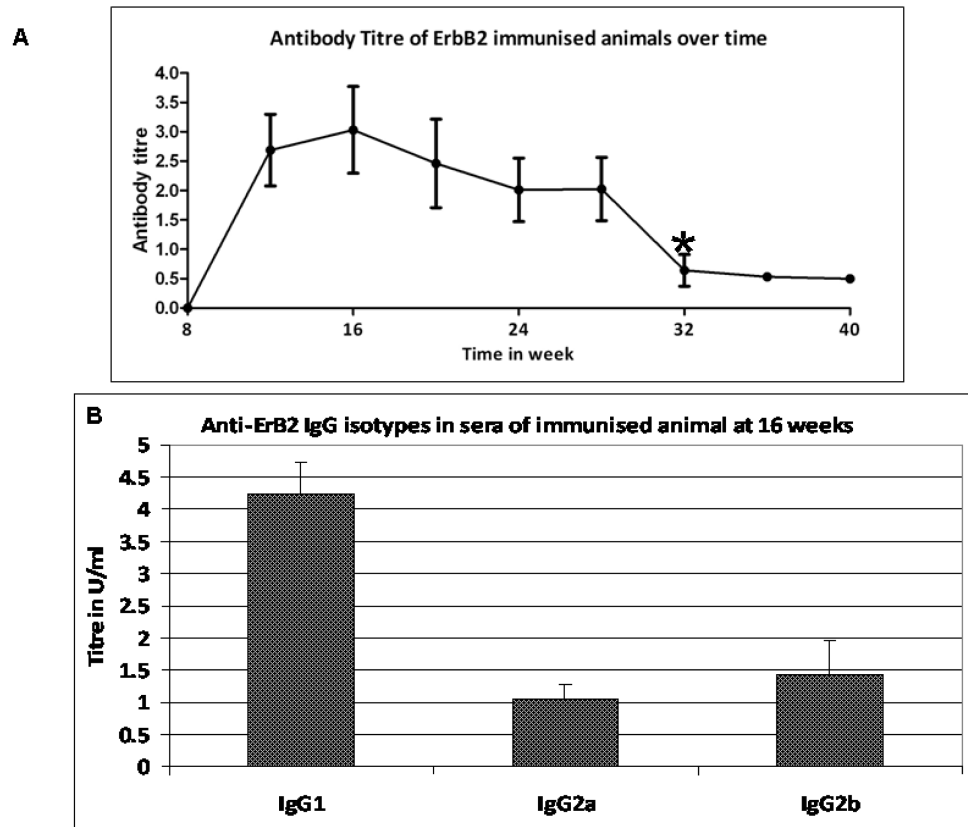 A
Antibody Titre of ErbB2 immunised animals over time
Antibody titre
4.0
3.5
3.0
2.5
2.0
1.5
1.0
0.5
0.0
*
8 16 24 32 40
Time in week
B
Anti-ErB2 IgG isotypes in sera of immunised animal at 16 weeks
Titre in U/ml
5
4.5
4
3.5
3
2.5
2
1.5
1
0.5
0
IgG1 IgG2a IgG2b